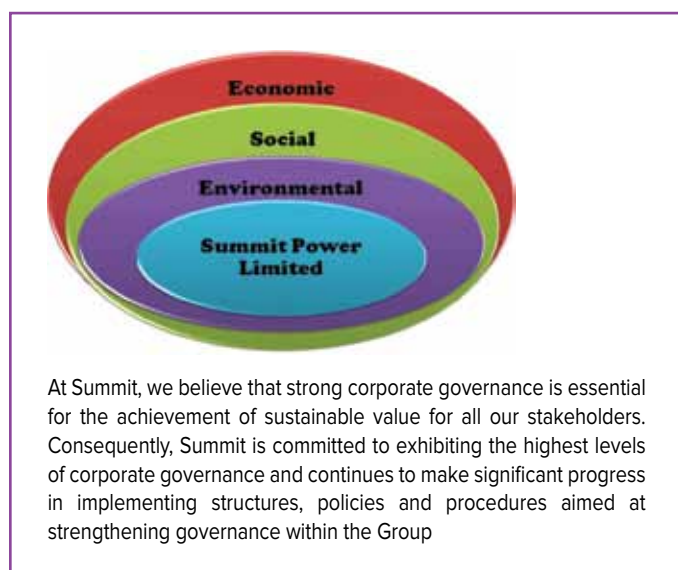 Economic
Social
Environmental
Summit Power
Limited
At Summit, we believe that strong corporate governance is essential
for the achievement of sustainable value for all our stakeholders.
Consequently, Summit is committed to exhibiting the highest levels
of corporate governance and continues to make significant progress
in implementing structures, policies and procedures aimed at
strengthening governance within the Group